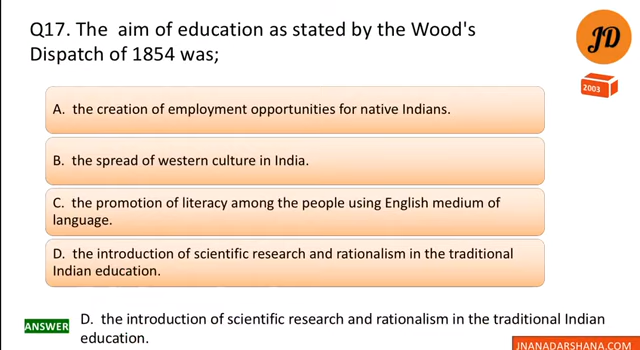 Q17. The aim of education as stated by the Wood's
Dispatch of 1854 was;
JD
2003
A. the creation of employment opportunities for native Indians.
B. the spread of western culture in India.
C. the promotion of literacy among the people using English medium of
language.
D. the introduction of scientific research and rationalism in the traditional
Indian education.
ANSWER
D. the introduction of scientific research and rationalism in the traditional Indian
education.
JNANADARSHANA.COM